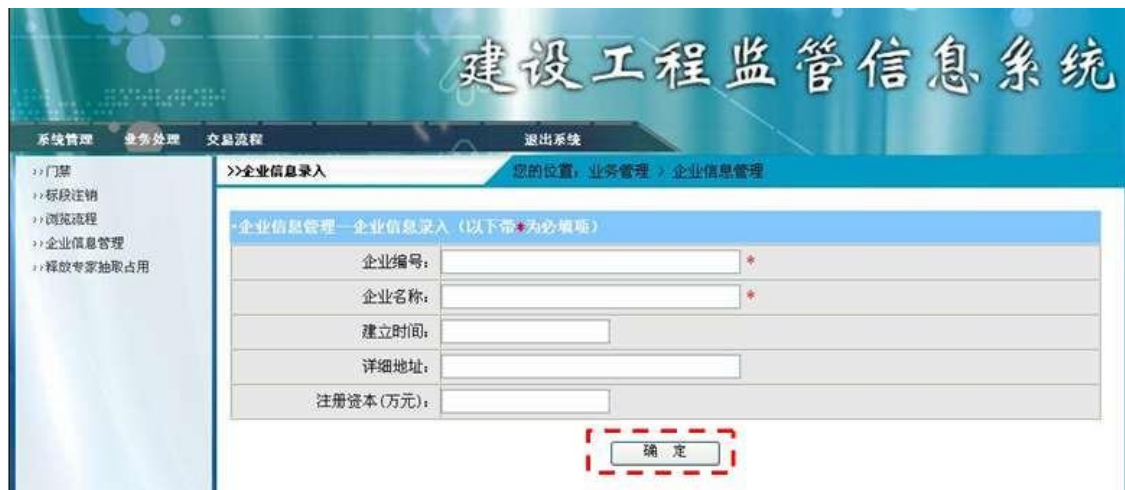 建设工程监管信息系统
系统管理 业务处理 交易流程 退出系统
>>门禁
>>标段注销
>>浏览流程
>>企业信息管理
>>释放专家抽取占用
>>企业信息录入
您的位置：业务管理 > 企业信息管理
·企业信息管理—企业信息录入（以下带*为必填项）
企业编号： *
企业名称： *
建立时间：
详细地址：
注册资本(万元)：
确 定